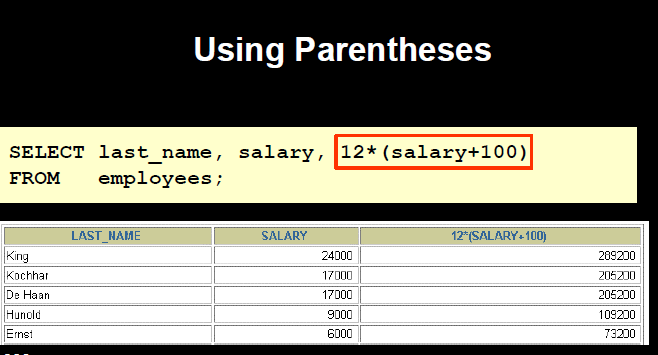 Using Parentheses
SELECT last_name, salary, 12*(salary+100)
FROM employees;
LAST_NAME SALARY 12*(SALARY+100)
King 24000 289200
Kochhar 17000 205200
De Haan 17000 205200
Hunold 9000 109200
Ernst 6000 73200